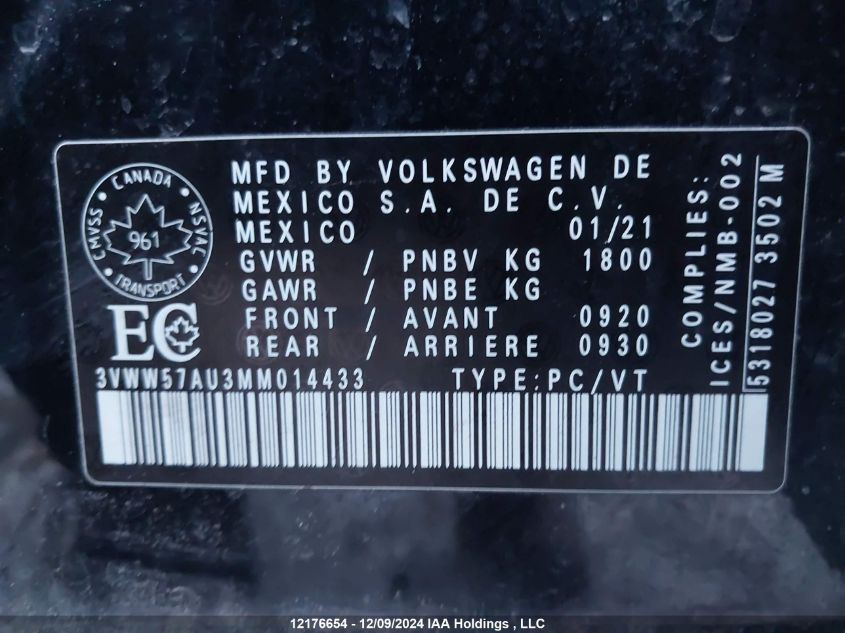 MFD BY VOLKSWAGEN DE
MEXICO S.A. DE C.V.
MEXICO 01/21
GVWR / PNBV KG 1800
GAWR / PNBE KG
FRONT / AVANT 0920
REAR / ARRIERE 0930
CANADA
CMVSS
NSVAC
961
TRANSPORT
EC
3VWW57AU3MM014433 TYPE:PC/VT
COMPLIES:
ICES/NMB-002
5318027 3502 M
12176654 - 12/09/2024 IAA Holdings , LLC